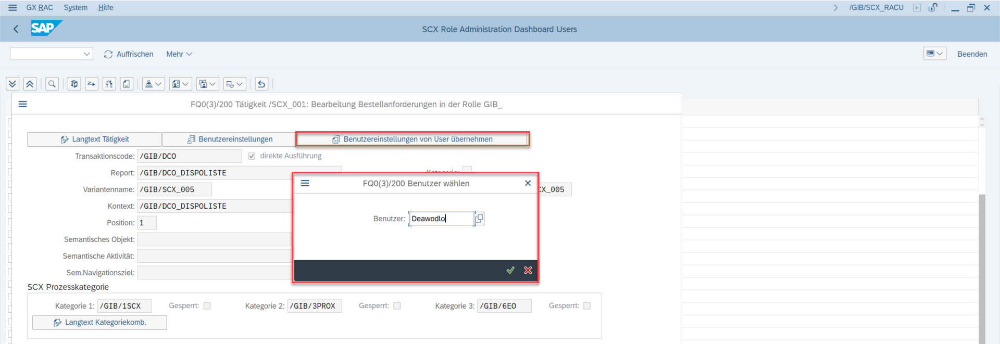 GX RAC System Hilfe /GIB/SCX_RACU
SAP SCX Role Administration Dashboard Users
Auffrischen Mehr Beenden
FQ0(3)/200 Tätigkeit /SCX_001: Bearbeitung Bestellanforderungen in der Rolle GIB_
Langtext Tätigkeit Benutzereinstellungen Benutzereinstellungen von User übernehmen
Transaktionscode: /GIB/DCO direkte Ausführung
Report: /GIB/DCO_DISPOLISTE Kategorie:
FQ0(3)/200 Benutzer wählen
Variantenname: /GIB/SCX_005 CX_005
Kontext: /GIB/DCO_DISPOLISTE
Benutzer: Deawodlo
Position: 1
Semantisches Objekt:
Semantische Aktivität:
Sem.Navigationsziel:
SCX Prozesskategorie
Kategorie 1: /GIB/1SCX Gesperrt: Kategorie 2: /GIB/3PROX Gesperrt: Kategorie 3: /GIB/6EO Gesperrt:
Langtext Kategoriekomb.